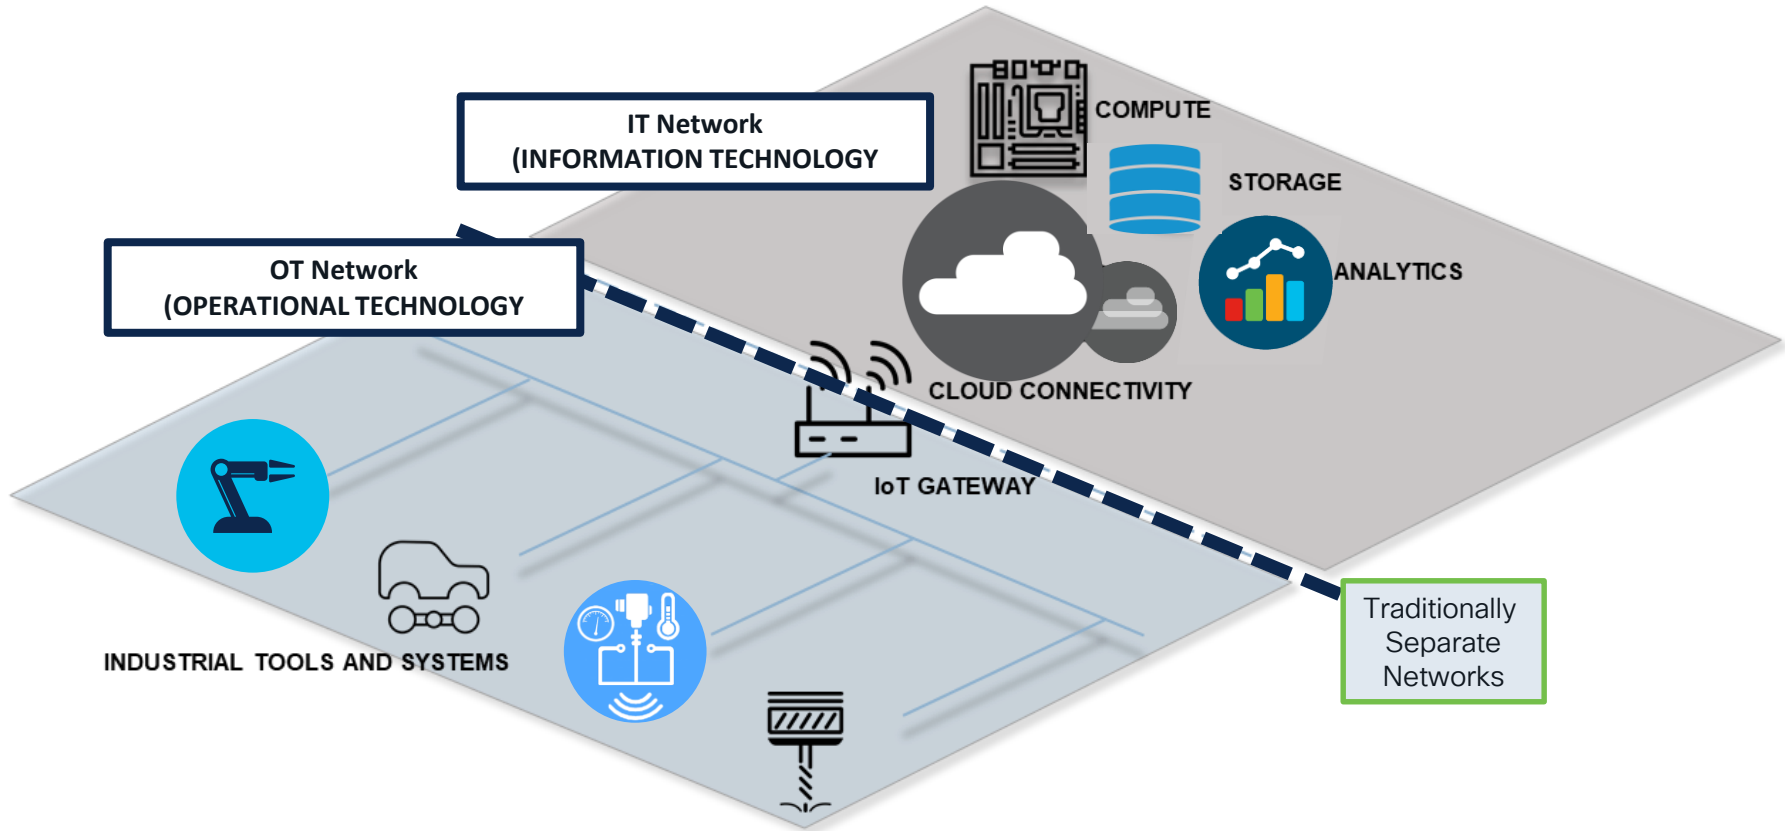 IT Network
(INFORMATION TECHNOLOGY
COMPUTE
STORAGE
OT Network
(OPERATIONAL TECHNOLOGY
ANALYTICS
CLOUD CONNECTIVITY
IoT GATEWAY
INDUSTRIAL TOOLS AND SYSTEMS
Traditionally
Separate
Networks